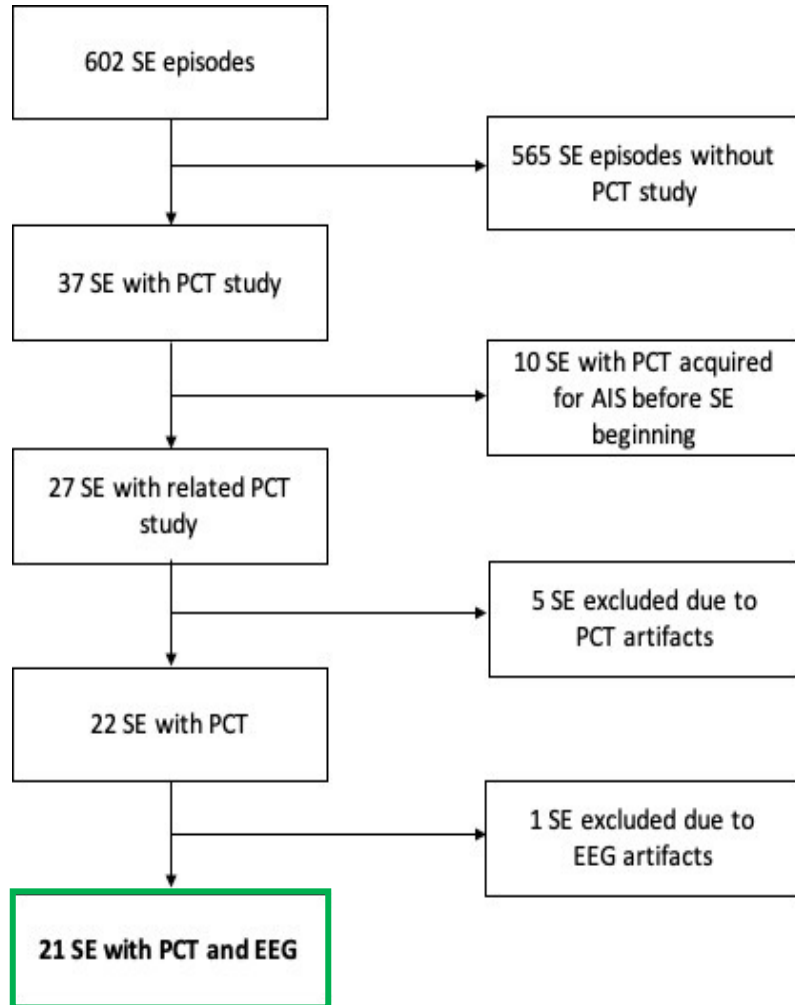 602 SE episodes
565 SE episodes without
PCT study
37 SE with PCT study
10 SE with PCT acquired
for AIS before SE
beginning
27 SE with related PCT
study
5 SE excluded due to
PCT artifacts
22 SE with PCT
1 SE excluded due to
EEG artifacts
21 SE with PCT and EEG